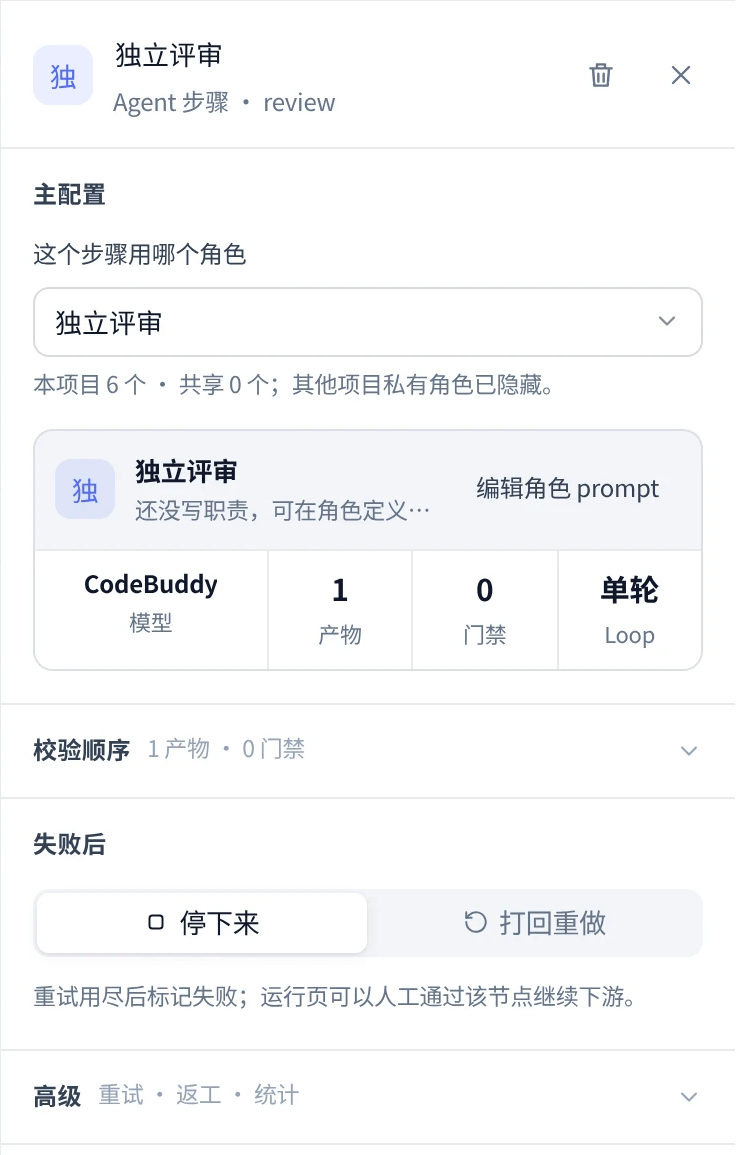 独
独立评审
Agent 步骤 • review
主配置
这个步骤用哪个角色
独立评审
本项目 6 个 • 共享 0 个；其他项目私有角色已隐藏。
独
独立评审
还没写职责，可在角色定义…
编辑角色 prompt
CodeBuddy
模型
1
产物
0
门禁
单轮
Loop
校验顺序 1 产物 • 0 门禁
失败后
停下来
打回重做
重试用尽后标记失败；运行页可以人工通过该节点继续下游。
高级 重试 • 返工 • 统计